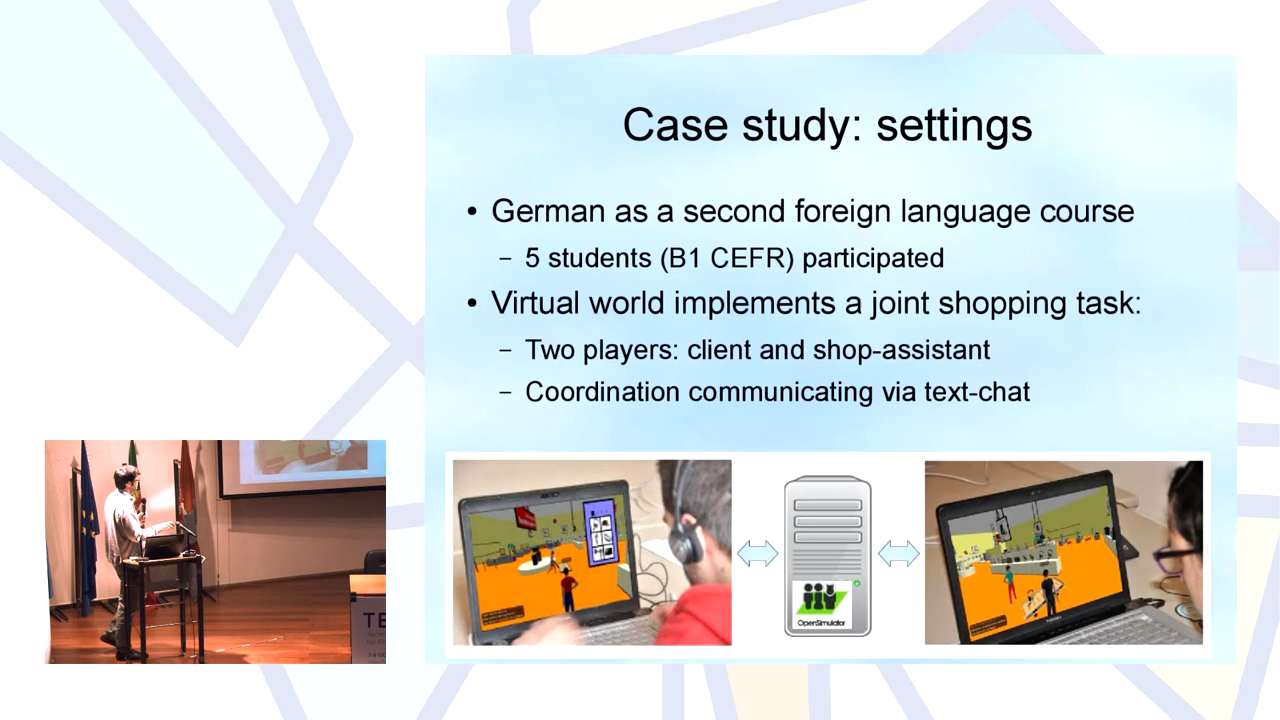 Case study: settings
• German as a second foreign language course
– 5 students (B1 CEFR) participated
• Virtual world implements a joint shopping task:
– Two players: client and shop-assistant
– Coordination communicating via text-chat
OpenSimulator